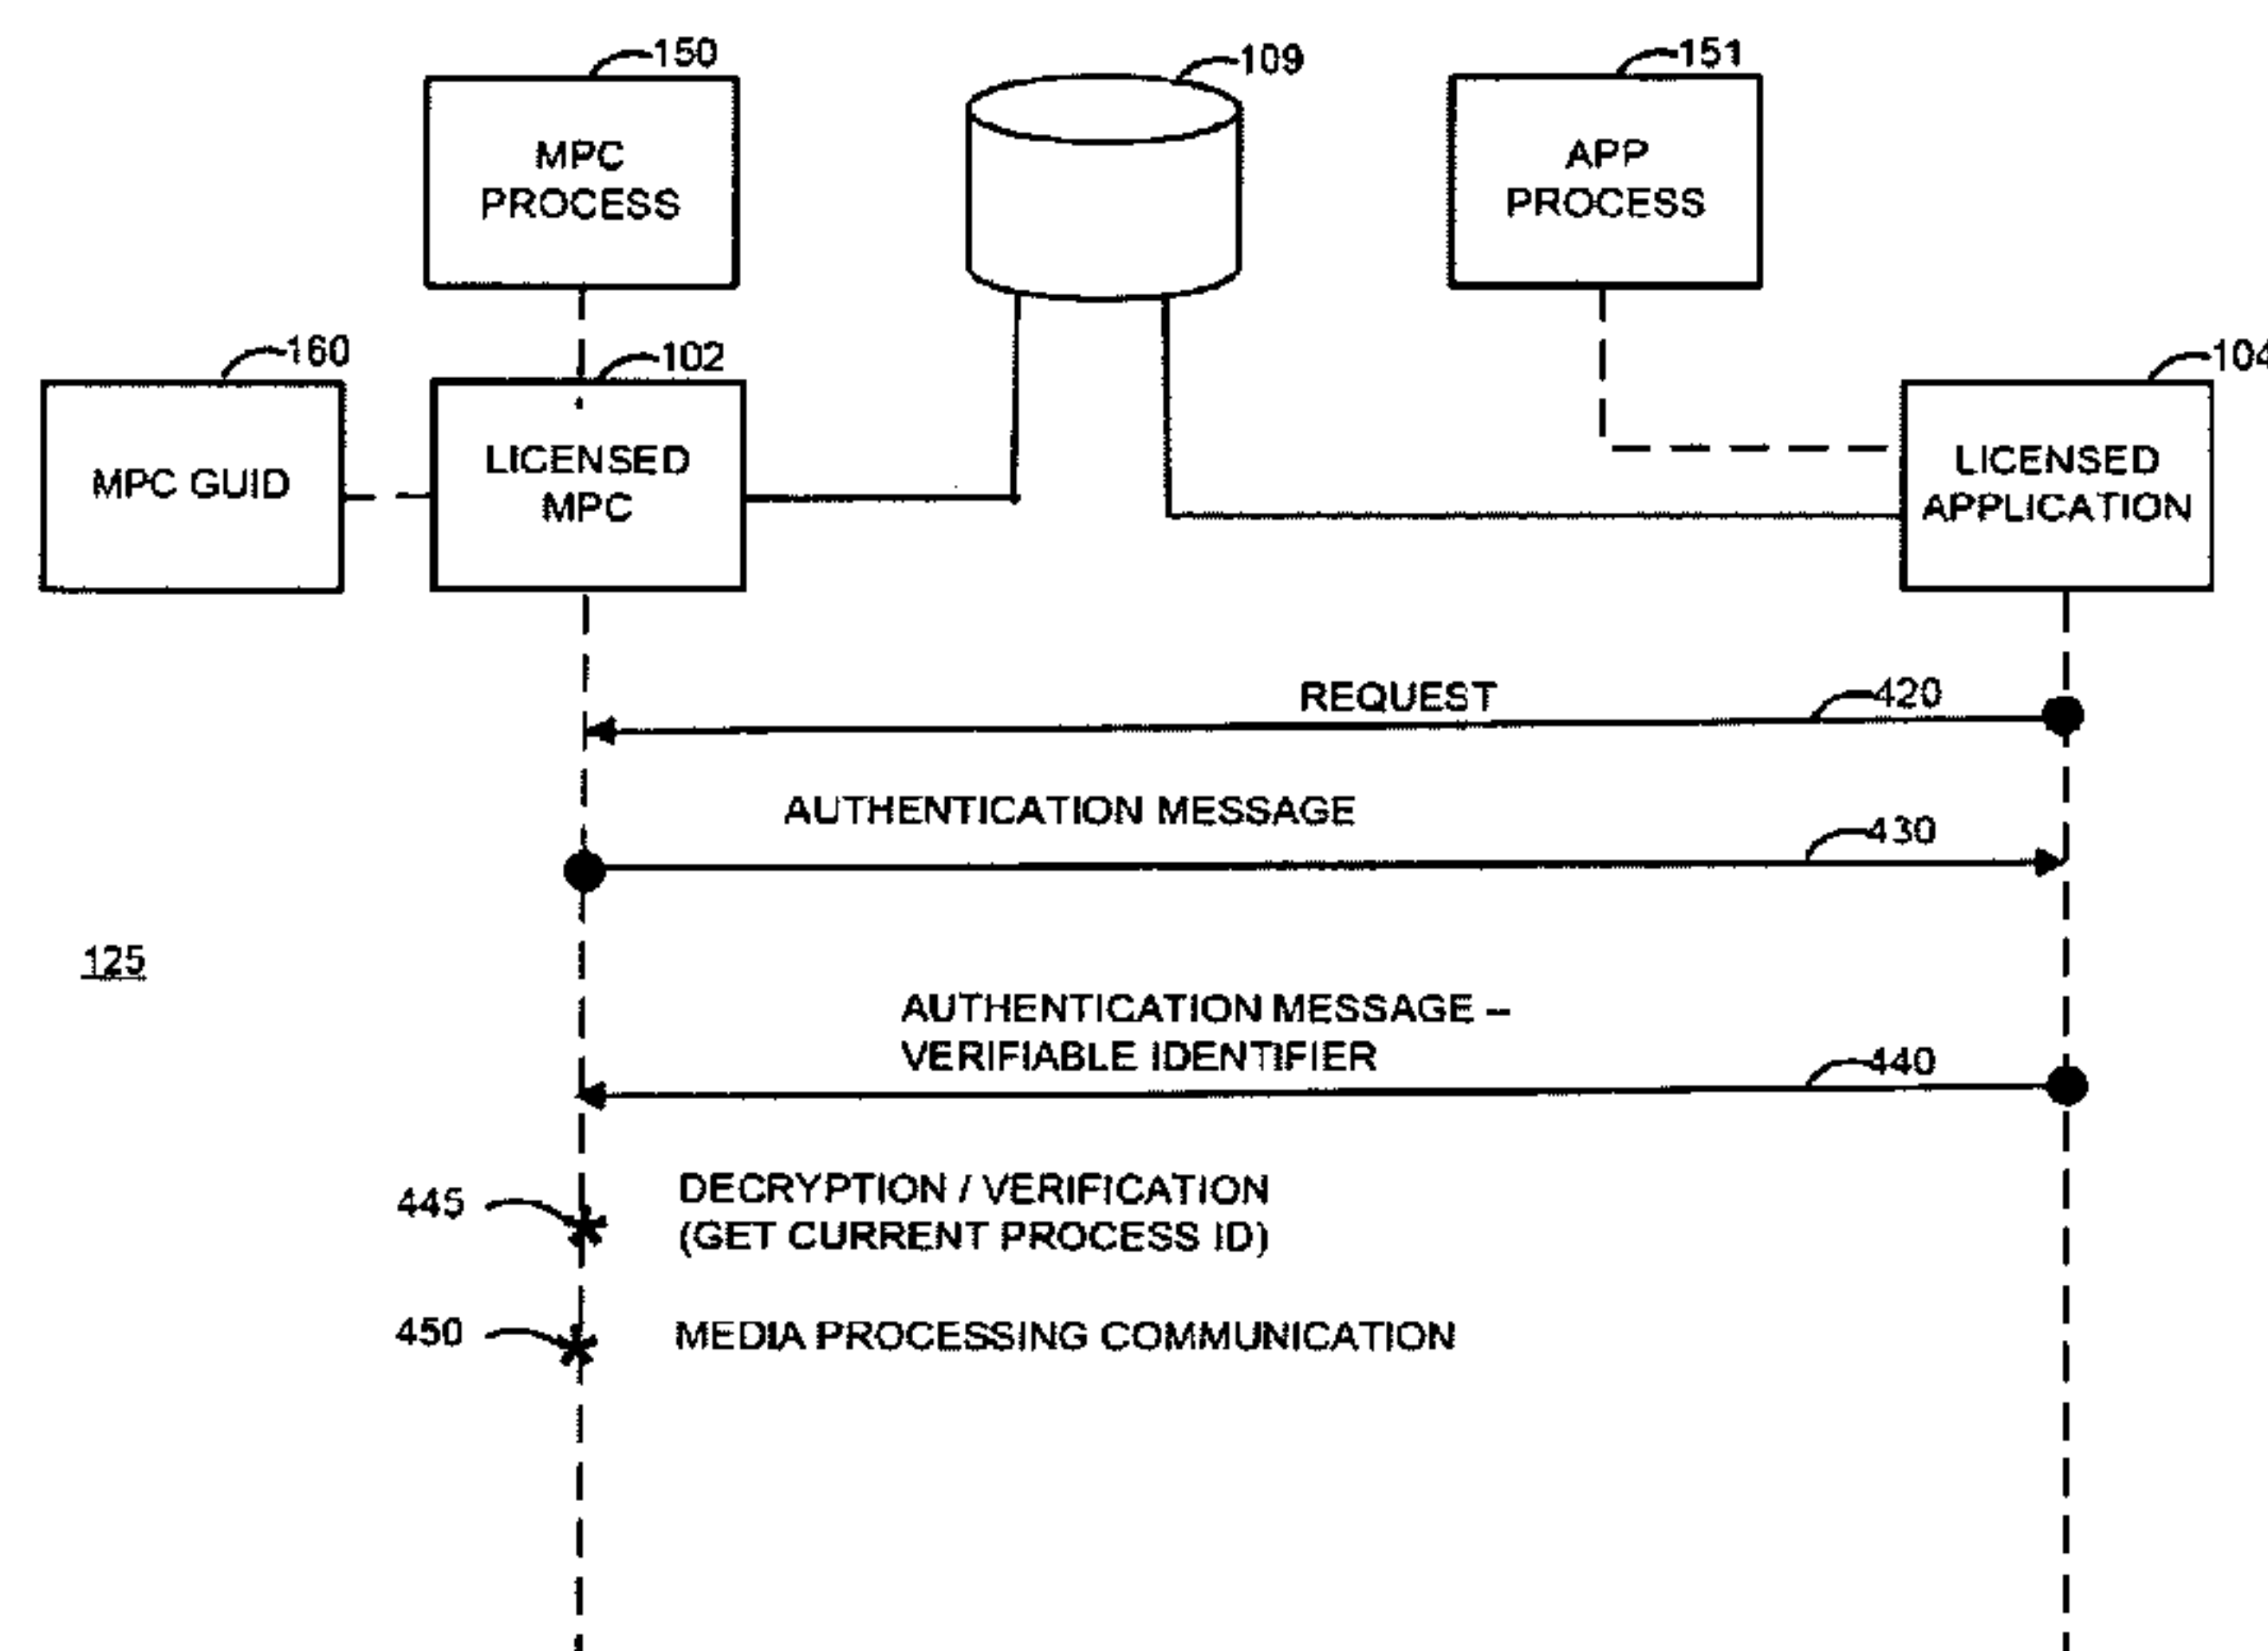 150
109
151
MPC
PROCESS
APP
PROCESS
160
102
104
MPC GUID
LICENSED
MPC
LICENSED
APPLICATION
REQUEST
420
AUTHENTICATION MESSAGE
430
125
AUTHENTICATION MESSAGE --
VERIFIABLE IDENTIFIER
440
445
DECRYPTION / VERIFICATION
(GET CURRENT PROCESS ID)
450
MEDIA PROCESSING COMMUNICATION